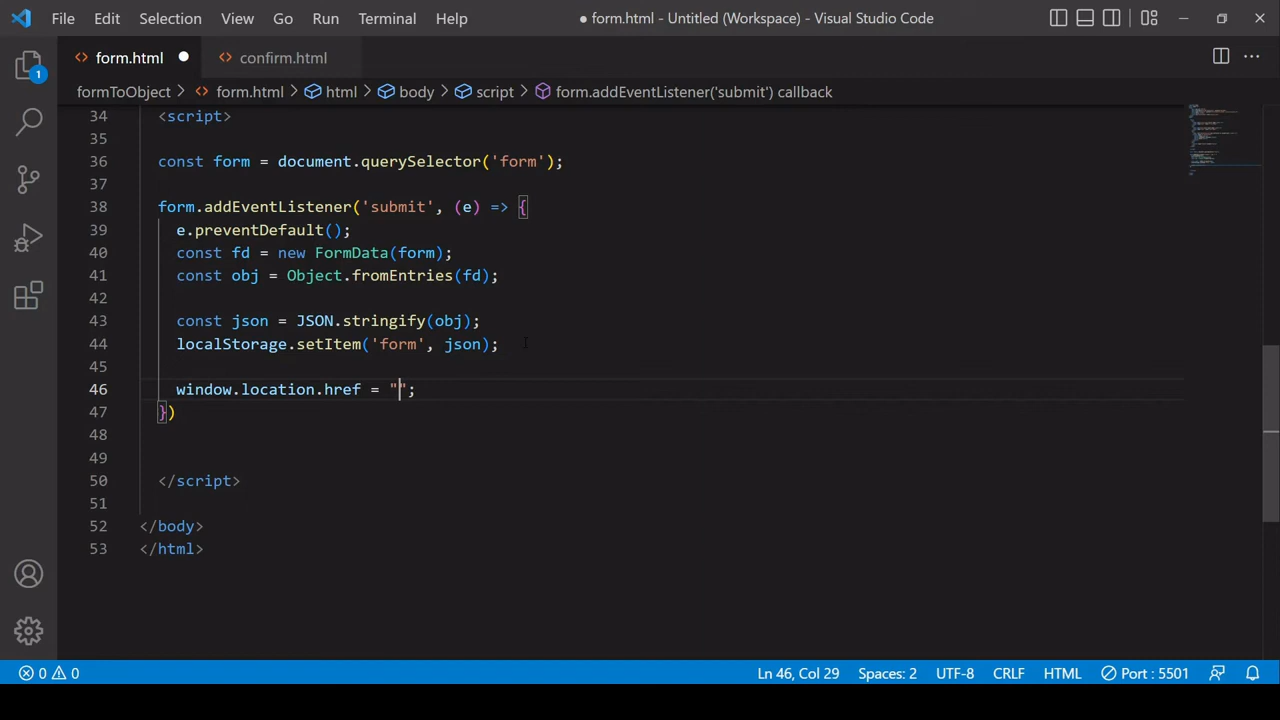 File Edit Selection View Go Run Terminal Help ● form.html - Untitled (Workspace) - Visual Studio Code
form.html confirm.html
formToObject > form.html > html > body > script > form.addEventListener('submit') callback
1
34 <script>
35
36 const form = document.querySelector('form');
37
38 form.addEventListener('submit', (e) => {
39 e.preventDefault();
40 const fd = new FormData(form);
41 const obj = Object.fromEntries(fd);
42
43 const json = JSON.stringify(obj);
44 localStorage.setItem('form', json);
45
46 window.location.href = "";
47 })
48
49
50 </script>
51
52 </body>
53 </html>
0 0 Ln 46, Col 29 Spaces: 2 UTF-8 CRLF HTML Port : 5501